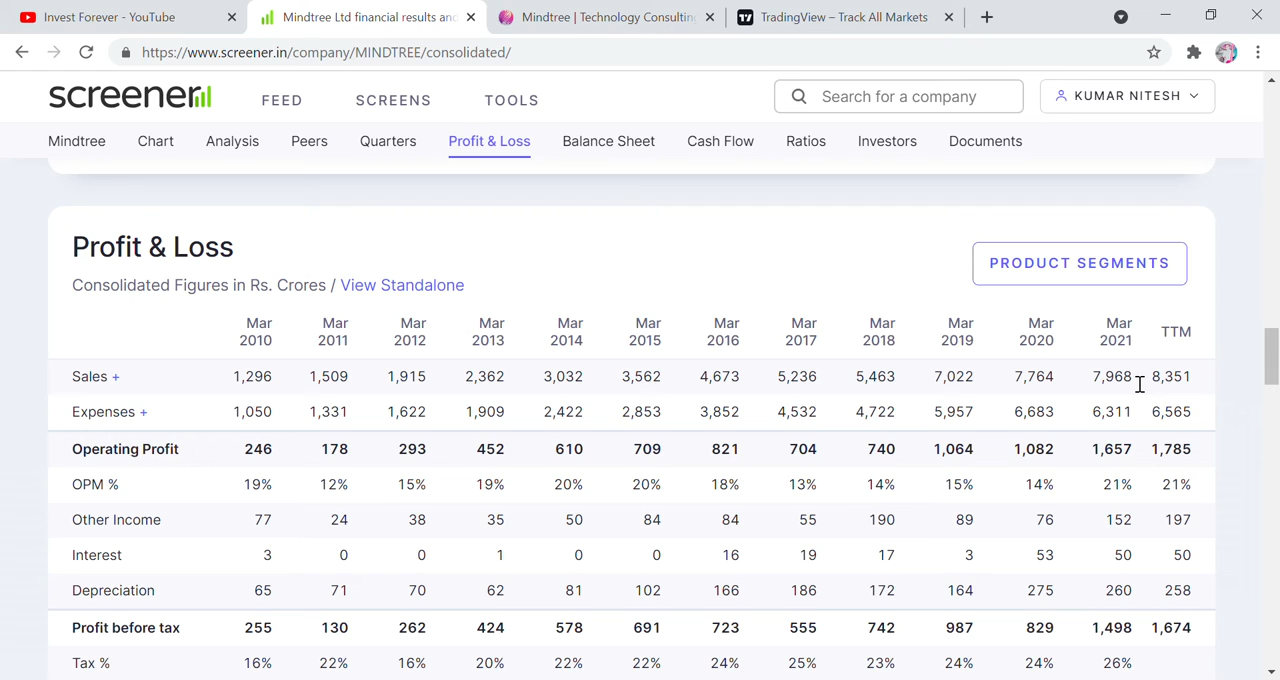 Invest Forever - YouTube
Mindtree Ltd financial results and
Mindtree | Technology Consulting
TradingView – Track All Markets
https://www.screener.in/company/MINDTREE/consolidated/
screener
FEED SCREENS TOOLS
Search for a company
KUMAR NITESH
Mindtree Chart Analysis Peers Quarters Profit & Loss Balance Sheet Cash Flow Ratios Investors Documents
Profit & Loss
PRODUCT SEGMENTS
Consolidated Figures in Rs. Crores / View Standalone
Mar 2010 Mar 2011 Mar 2012 Mar 2013 Mar 2014 Mar 2015 Mar 2016 Mar 2017 Mar 2018 Mar 2019 Mar 2020 Mar 2021 TTM
Sales + 1,296 1,509 1,915 2,362 3,032 3,562 4,673 5,236 5,463 7,022 7,764 7,968 8,351
Expenses + 1,050 1,331 1,622 1,909 2,422 2,853 3,852 4,532 4,722 5,957 6,683 6,311 6,565
Operating Profit 246 178 293 452 610 709 821 704 740 1,064 1,082 1,657 1,785
OPM % 19% 12% 15% 19% 20% 20% 18% 13% 14% 15% 14% 21% 21%
Other Income 77 24 38 35 50 84 84 55 190 89 76 152 197
Interest 3 0 0 1 0 0 16 19 17 3 53 50 50
Depreciation 65 71 70 62 81 102 166 186 172 164 275 260 258
Profit before tax 255 130 262 424 578 691 723 555 742 987 829 1,498 1,674
Tax % 16% 22% 16% 20% 22% 22% 24% 25% 23% 24% 24% 26%